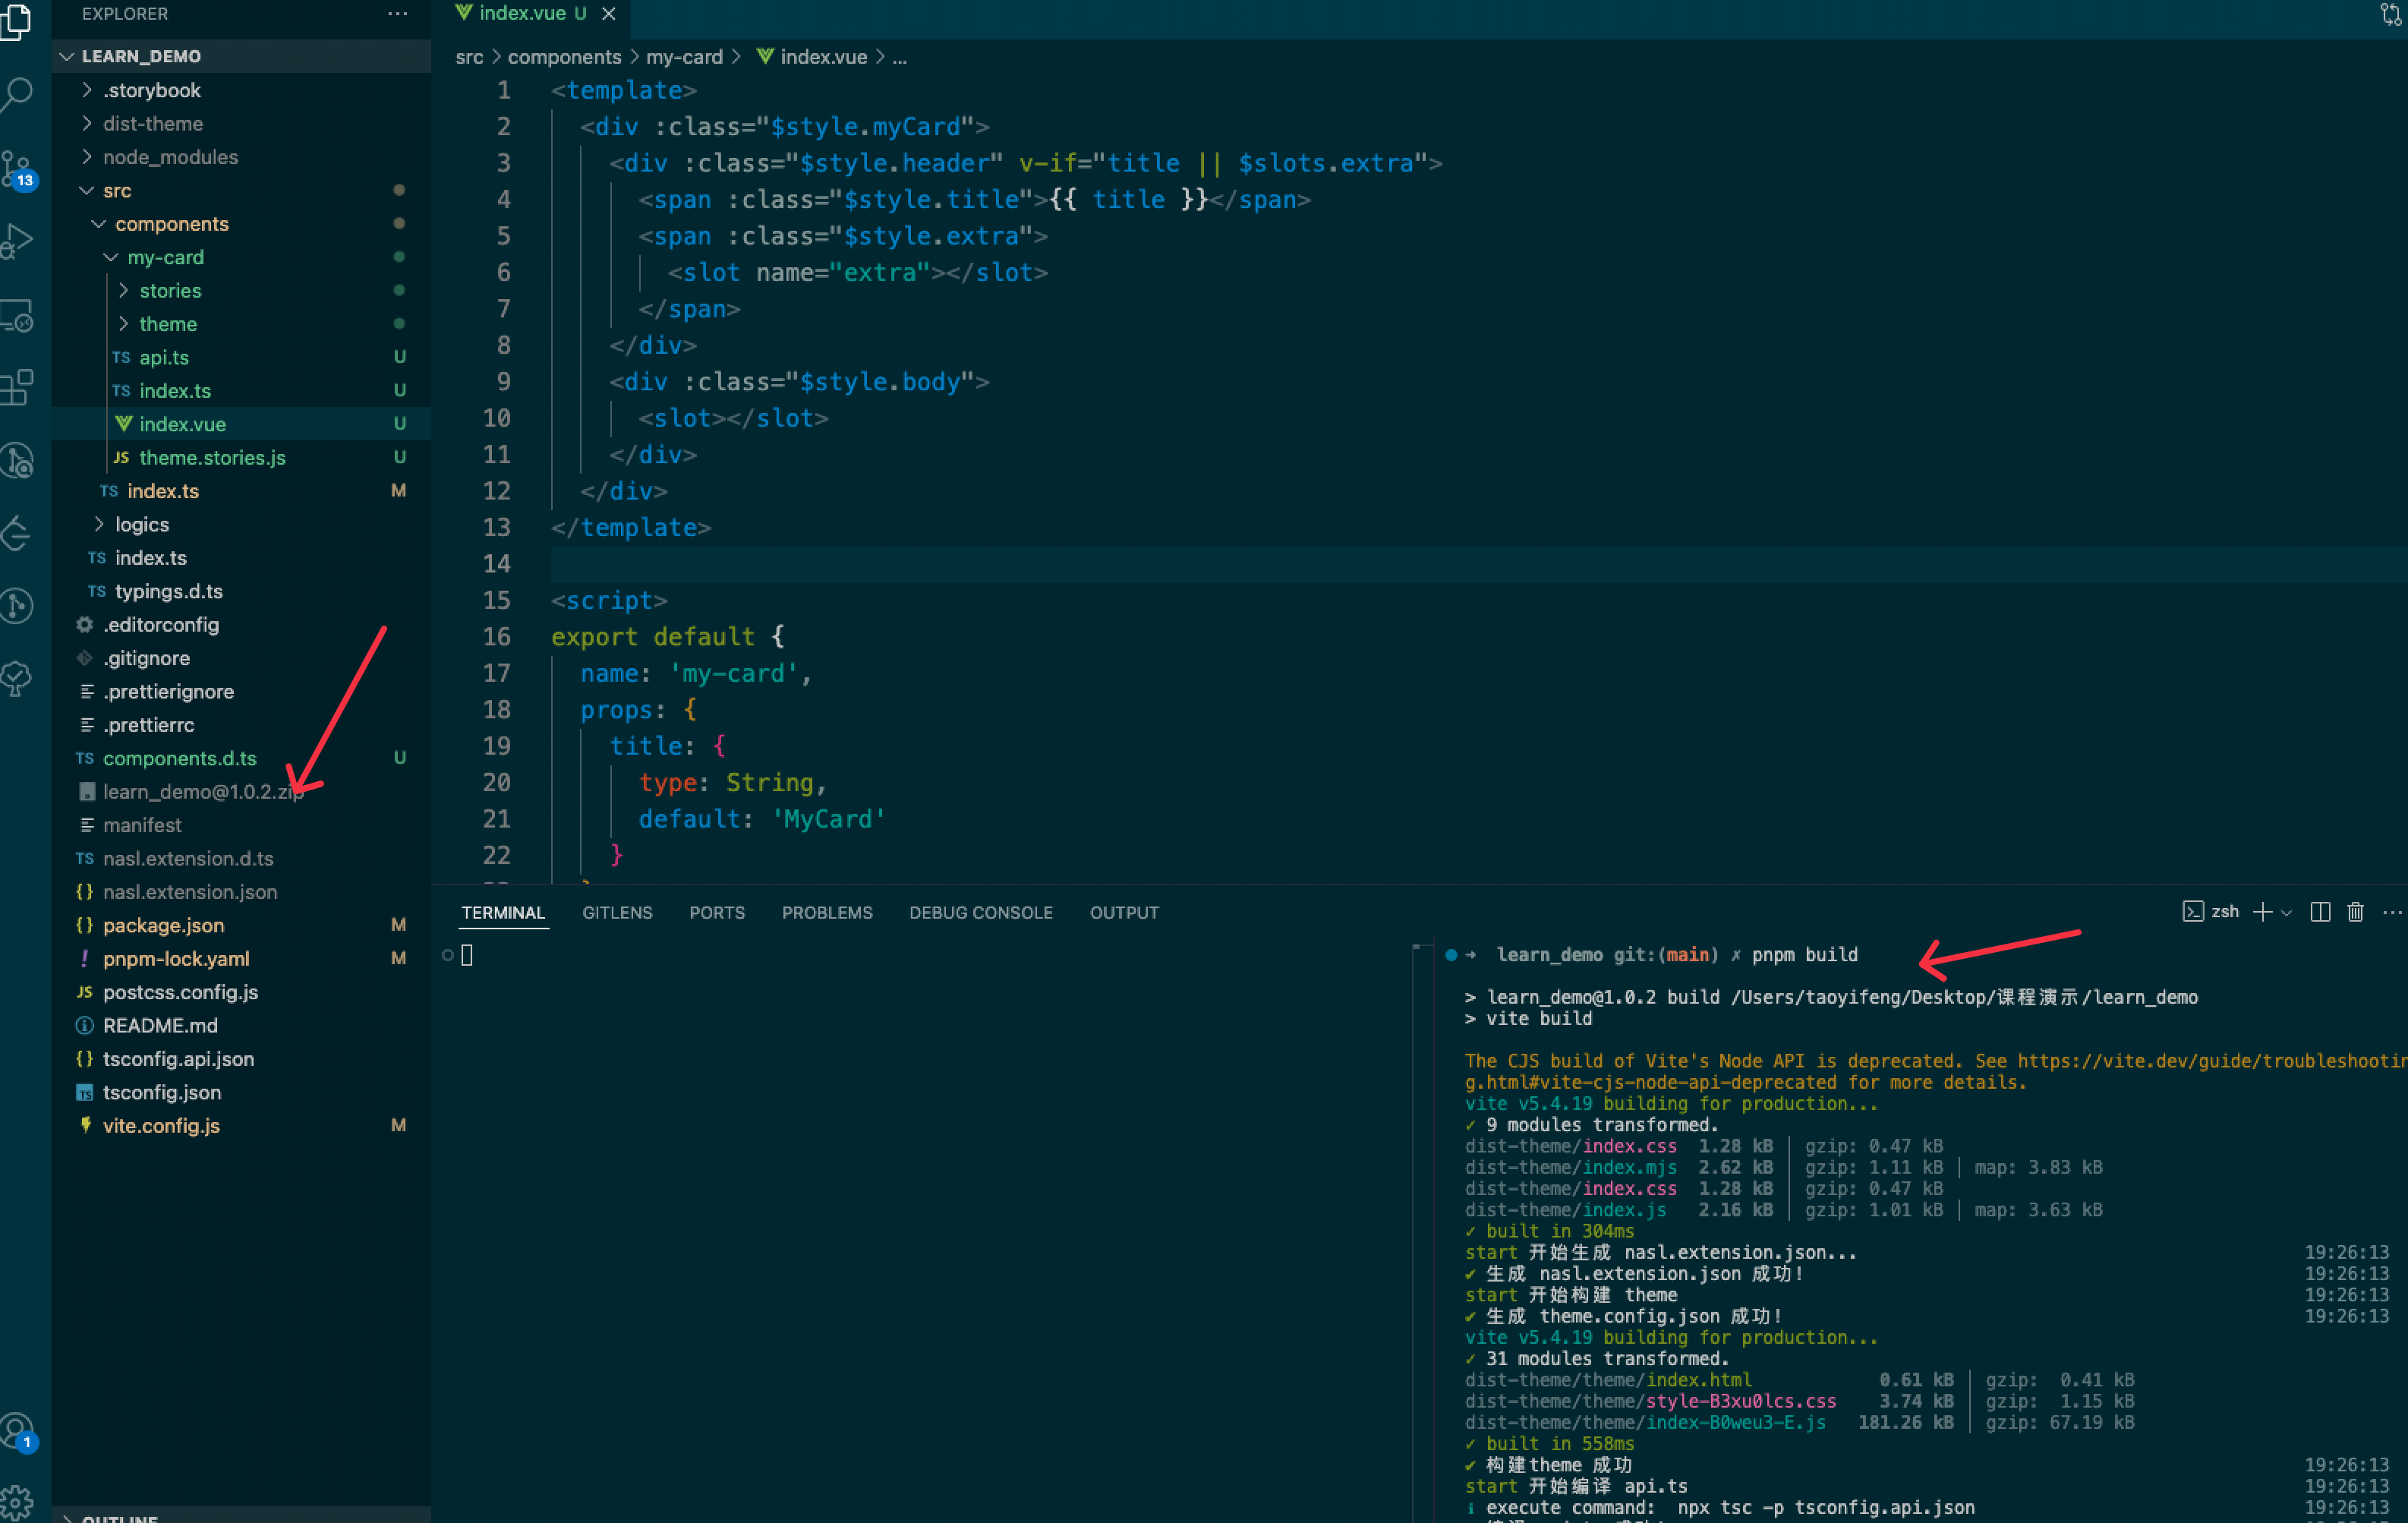 EXPLORER
LEARN_DEMO
.storybook
dist-theme
node_modules
src
components
my-card
stories
theme
TS api.ts U
TS index.ts U
index.vue U
JS theme.stories.js U
TS index.ts M
logics
TS index.ts
TS typings.d.ts
.editorconfig
.gitignore
.prettierignore
.prettierrc
TS components.d.ts U
learn_demo@1.0.2.zip
manifest
TS nasl.extension.d.ts
{} nasl.extension.json
{} package.json M
! pnpm-lock.yaml M
JS postcss.config.js
README.md
{} tsconfig.api.json
TS tsconfig.json
vite.config.js M
OUTLINE
13
1
index.vue U
src > components > my-card > index.vue > ...
1 <template>
2 <div :class="$style.myCard">
3 <div :class="$style.header" v-if="title || $slots.extra">
4 <span :class="$style.title">{{ title }}</span>
5 <span :class="$style.extra">
6 <slot name="extra"></slot>
7 </span>
8 </div>
9 <div :class="$style.body">
10 <slot></slot>
11 </div>
12 </div>
13 </template>
14
15 <script>
16 export default {
17 name: 'my-card',
18 props: {
19 title: {
20 type: String,
21 default: 'MyCard'
22 }
TERMINAL GITLENS PORTS PROBLEMS DEBUG CONSOLE OUTPUT
zsh
➜ learn_demo git:(main) ✗ pnpm build
> learn_demo@1.0.2 build /Users/taoyifeng/Desktop/课程演示/learn_demo
> vite build
The CJS build of Vite's Node API is deprecated. See https://vite.dev/guide/troubleshootin
g.html#vite-cjs-node-api-deprecated for more details.
vite v5.4.19 building for production...
✓ 9 modules transformed.
dist-theme/index.css 1.28 kB │ gzip: 0.47 kB
dist-theme/index.mjs 2.62 kB │ gzip: 1.11 kB │ map: 3.83 kB
dist-theme/index.css 1.28 kB │ gzip: 0.47 kB
dist-theme/index.js 2.16 kB │ gzip: 1.01 kB │ map: 3.63 kB
✓ built in 304ms
start 开始生成 nasl.extension.json... 19:26:13
✔ 生成 nasl.extension.json 成功! 19:26:13
start 开始构建 theme 19:26:13
✔ 生成 theme.config.json 成功! 19:26:13
vite v5.4.19 building for production...
✓ 31 modules transformed.
dist-theme/theme/index.html 0.61 kB │ gzip: 0.41 kB
dist-theme/theme/style-B3xu0lcs.css 3.74 kB │ gzip: 1.15 kB
dist-theme/theme/index-B0weu3-E.js 181.26 kB │ gzip: 67.19 kB
✓ built in 558ms
✔ 构建theme 成功 19:26:13
start 开始编译 api.ts 19:26:13
ℹ execute command: npx tsc -p tsconfig.api.json 19:26:13